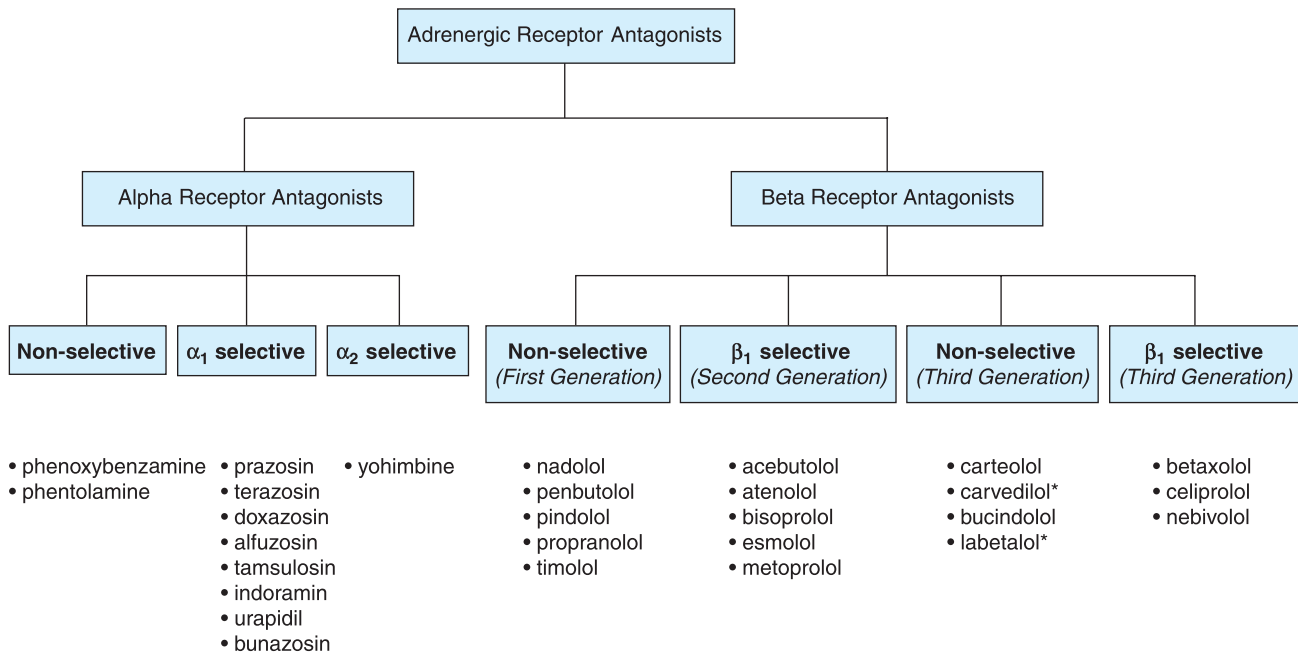 Adrenergic Receptor Antagonists
Alpha Receptor Antagonists
Beta Receptor Antagonists
Non-selective
α₁ selective
α₂ selective
Non-selective
(First Generation)
β₁ selective
(Second Generation)
Non-selective
(Third Generation)
β₁ selective
(Third Generation)
• phenoxybenzamine
• phentolamine
• prazosin
• terazosin
• doxazosin
• alfuzosin
• tamsulosin
• indoramin
• urapidil
• bunazosin
• yohimbine
• nadolol
• penbutolol
• pindolol
• propranolol
• timolol
• acebutolol
• atenolol
• bisoprolol
• esmolol
• metoprolol
• carteolol
• carvedilol*
• bucindolol
• labetalol*
• betaxolol
• celiprolol
• nebivolol